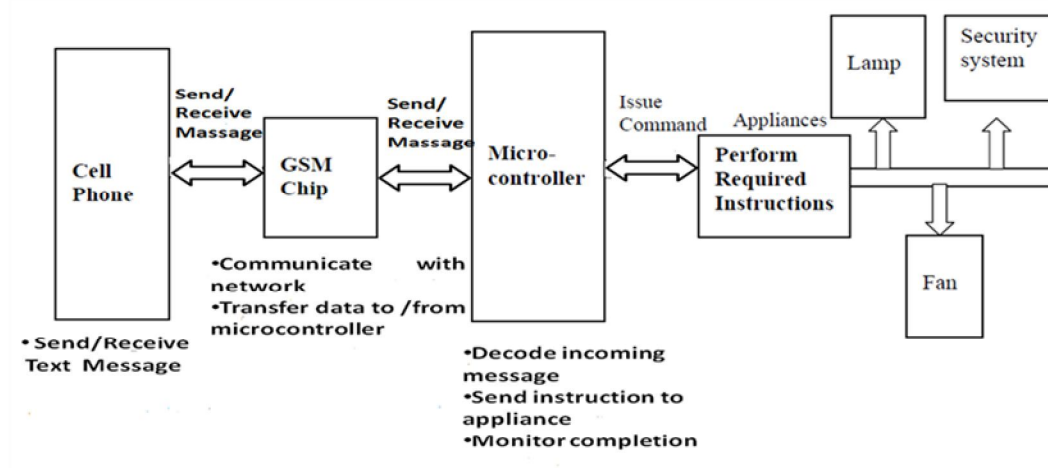 Cell
Phone
• Send/Receive
Text Message
Send/
Receive
Massage
GSM
Chip
•Communicate with
network
•Transfer data to /from
microcontroller
Send/
Receive
Massage
Micro-
controller
•Decode incoming
message
•Send instruction to
appliance
•Monitor completion
Issue
Command
Appliances
Perform
Required
Instructions
Lamp
Security
system
Fan